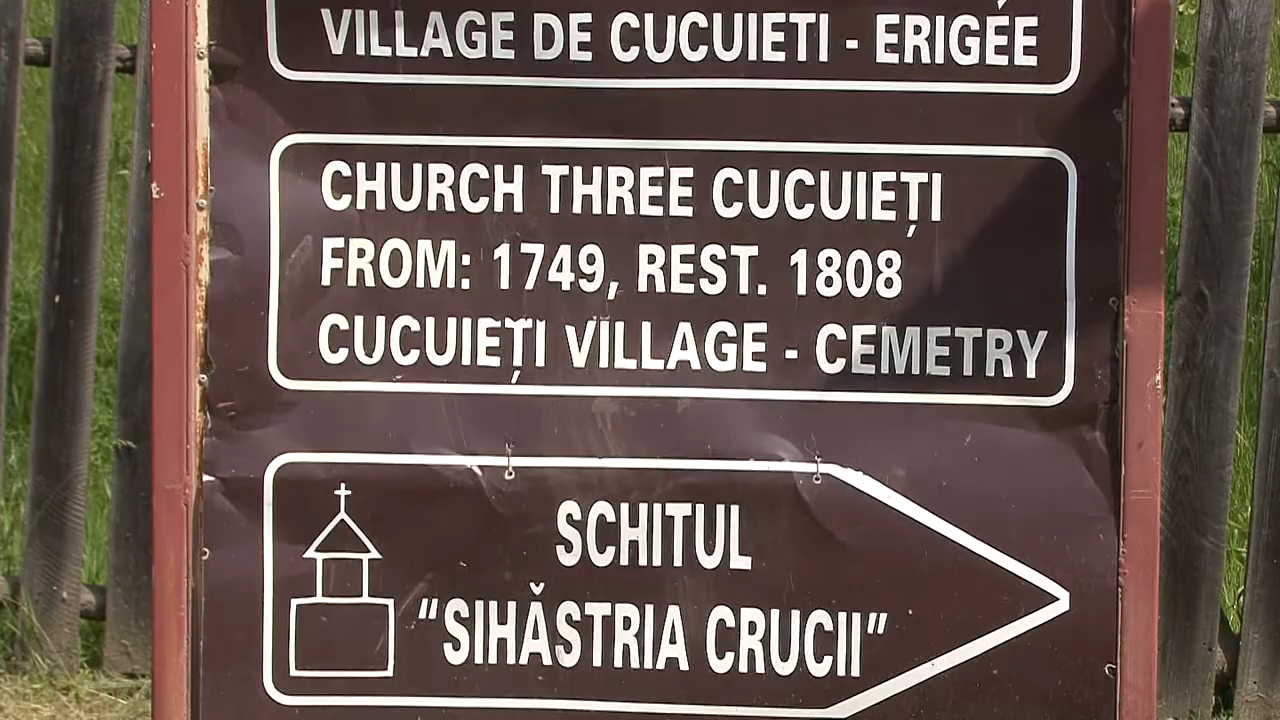 VILLAGE DE CUCUIETI - ERIGÉE
CHURCH THREE CUCUIEȚI
FROM: 1749, REST. 1808
CUCUIEȚI VILLAGE - CEMETRY
SCHITUL
“SIHĂSTRIA CRUCII”